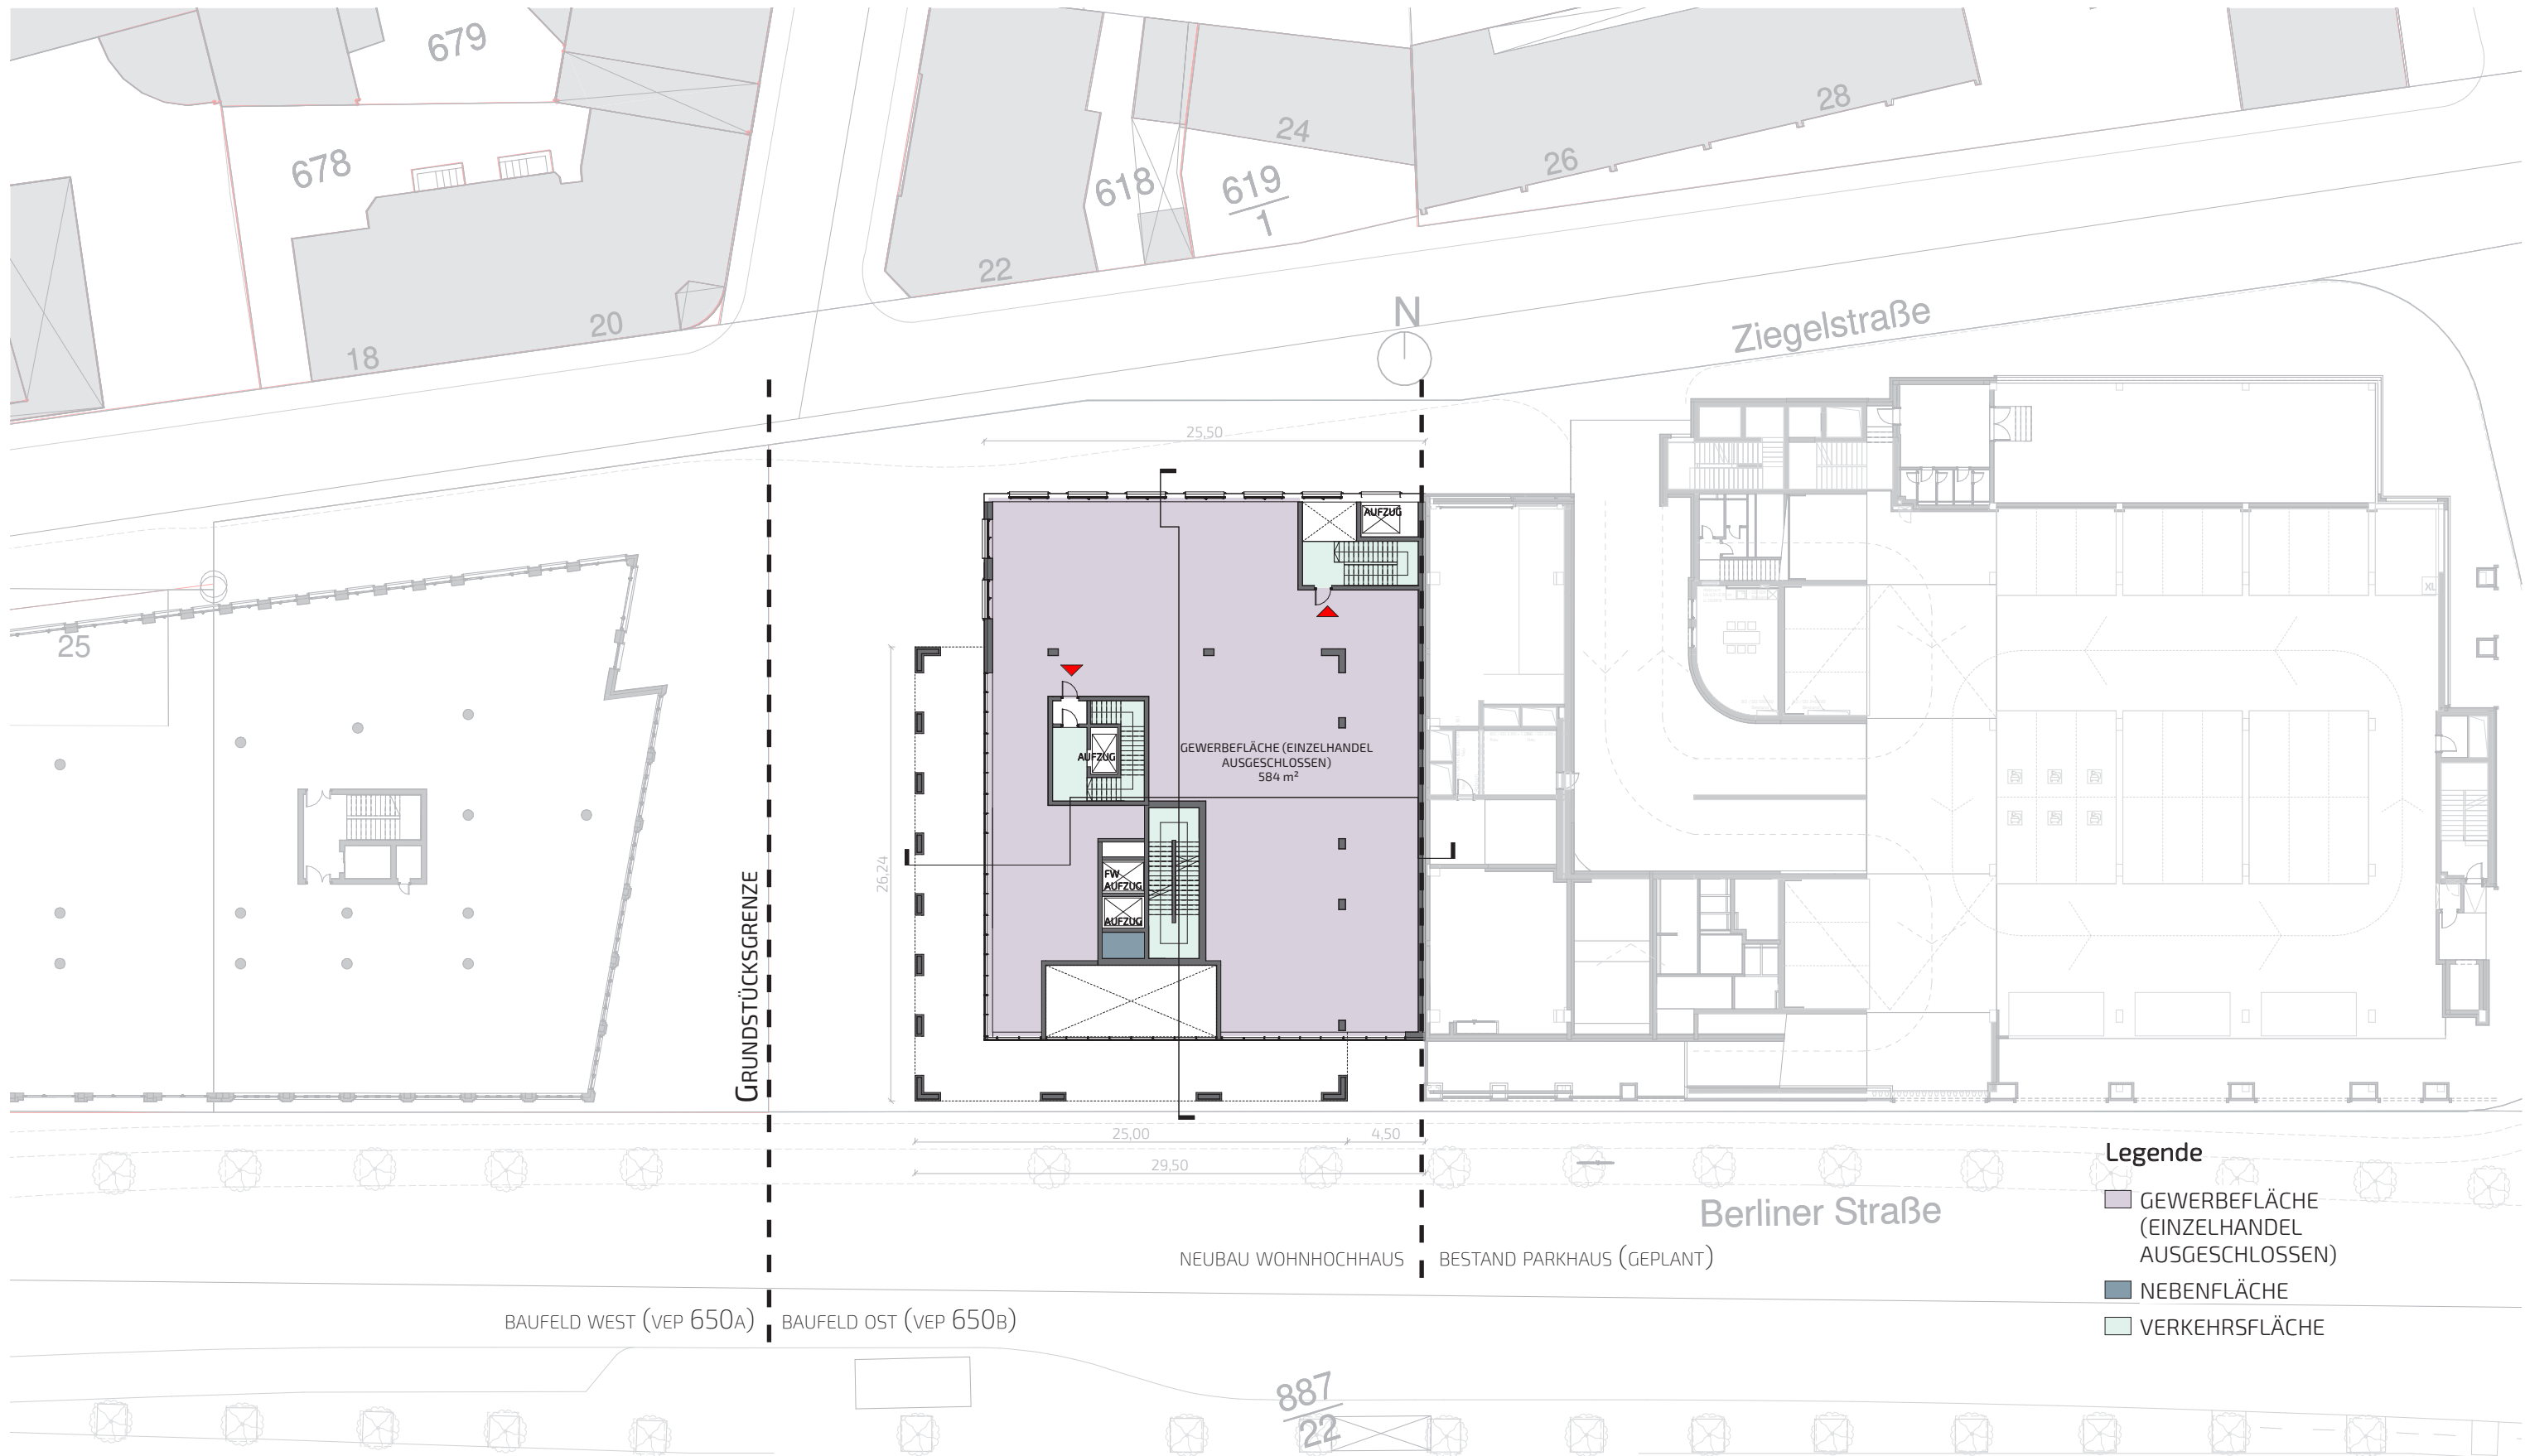 679
678
618
619
1
24
26
28
22
20
18
N
Ziegelstraße
25,50
AUFZUG
XL
25
AUFZUG
GEWERBEFLÄCHE (EINZELHANDEL
AUSGESCHLOSSEN)
584 m²
26,24
FW
AUFZUG
AUFZUG
GRUNDSTÜCKSGRENZE
25,00
4,50
29,50
Berliner Straße
NEUBAU WOHNHOCHHAUS
BESTAND PARKHAUS (GEPLANT)
BAUFELD WEST (VEP 650A)
BAUFELD OST (VEP 650B)
Legende
GEWERBEFLÄCHE
(EINZELHANDEL
AUSGESCHLOSSEN)
NEBENFLÄCHE
VERKEHRSFLÄCHE
887
22